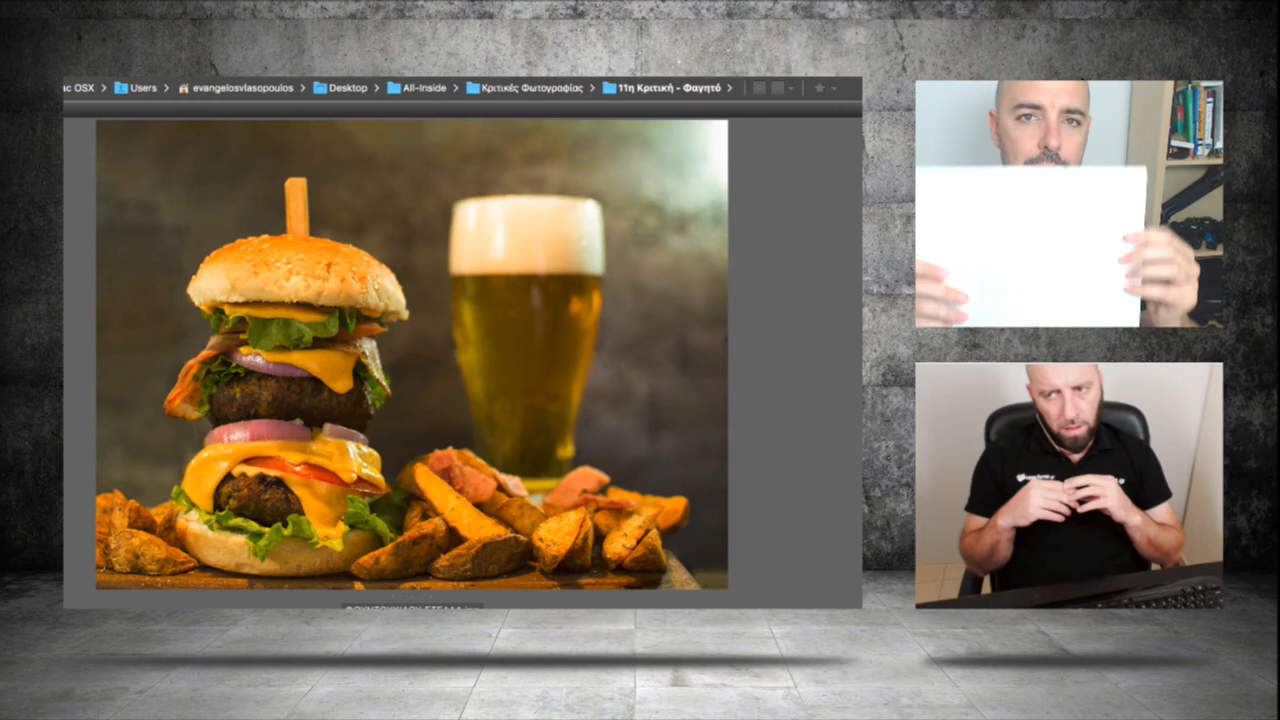 ac OSX > Users > evangelosvlasopoulos > Desktop > All-Inside > Κριτικές Φωτογραφίας > 11η Κριτική - Φαγητό >